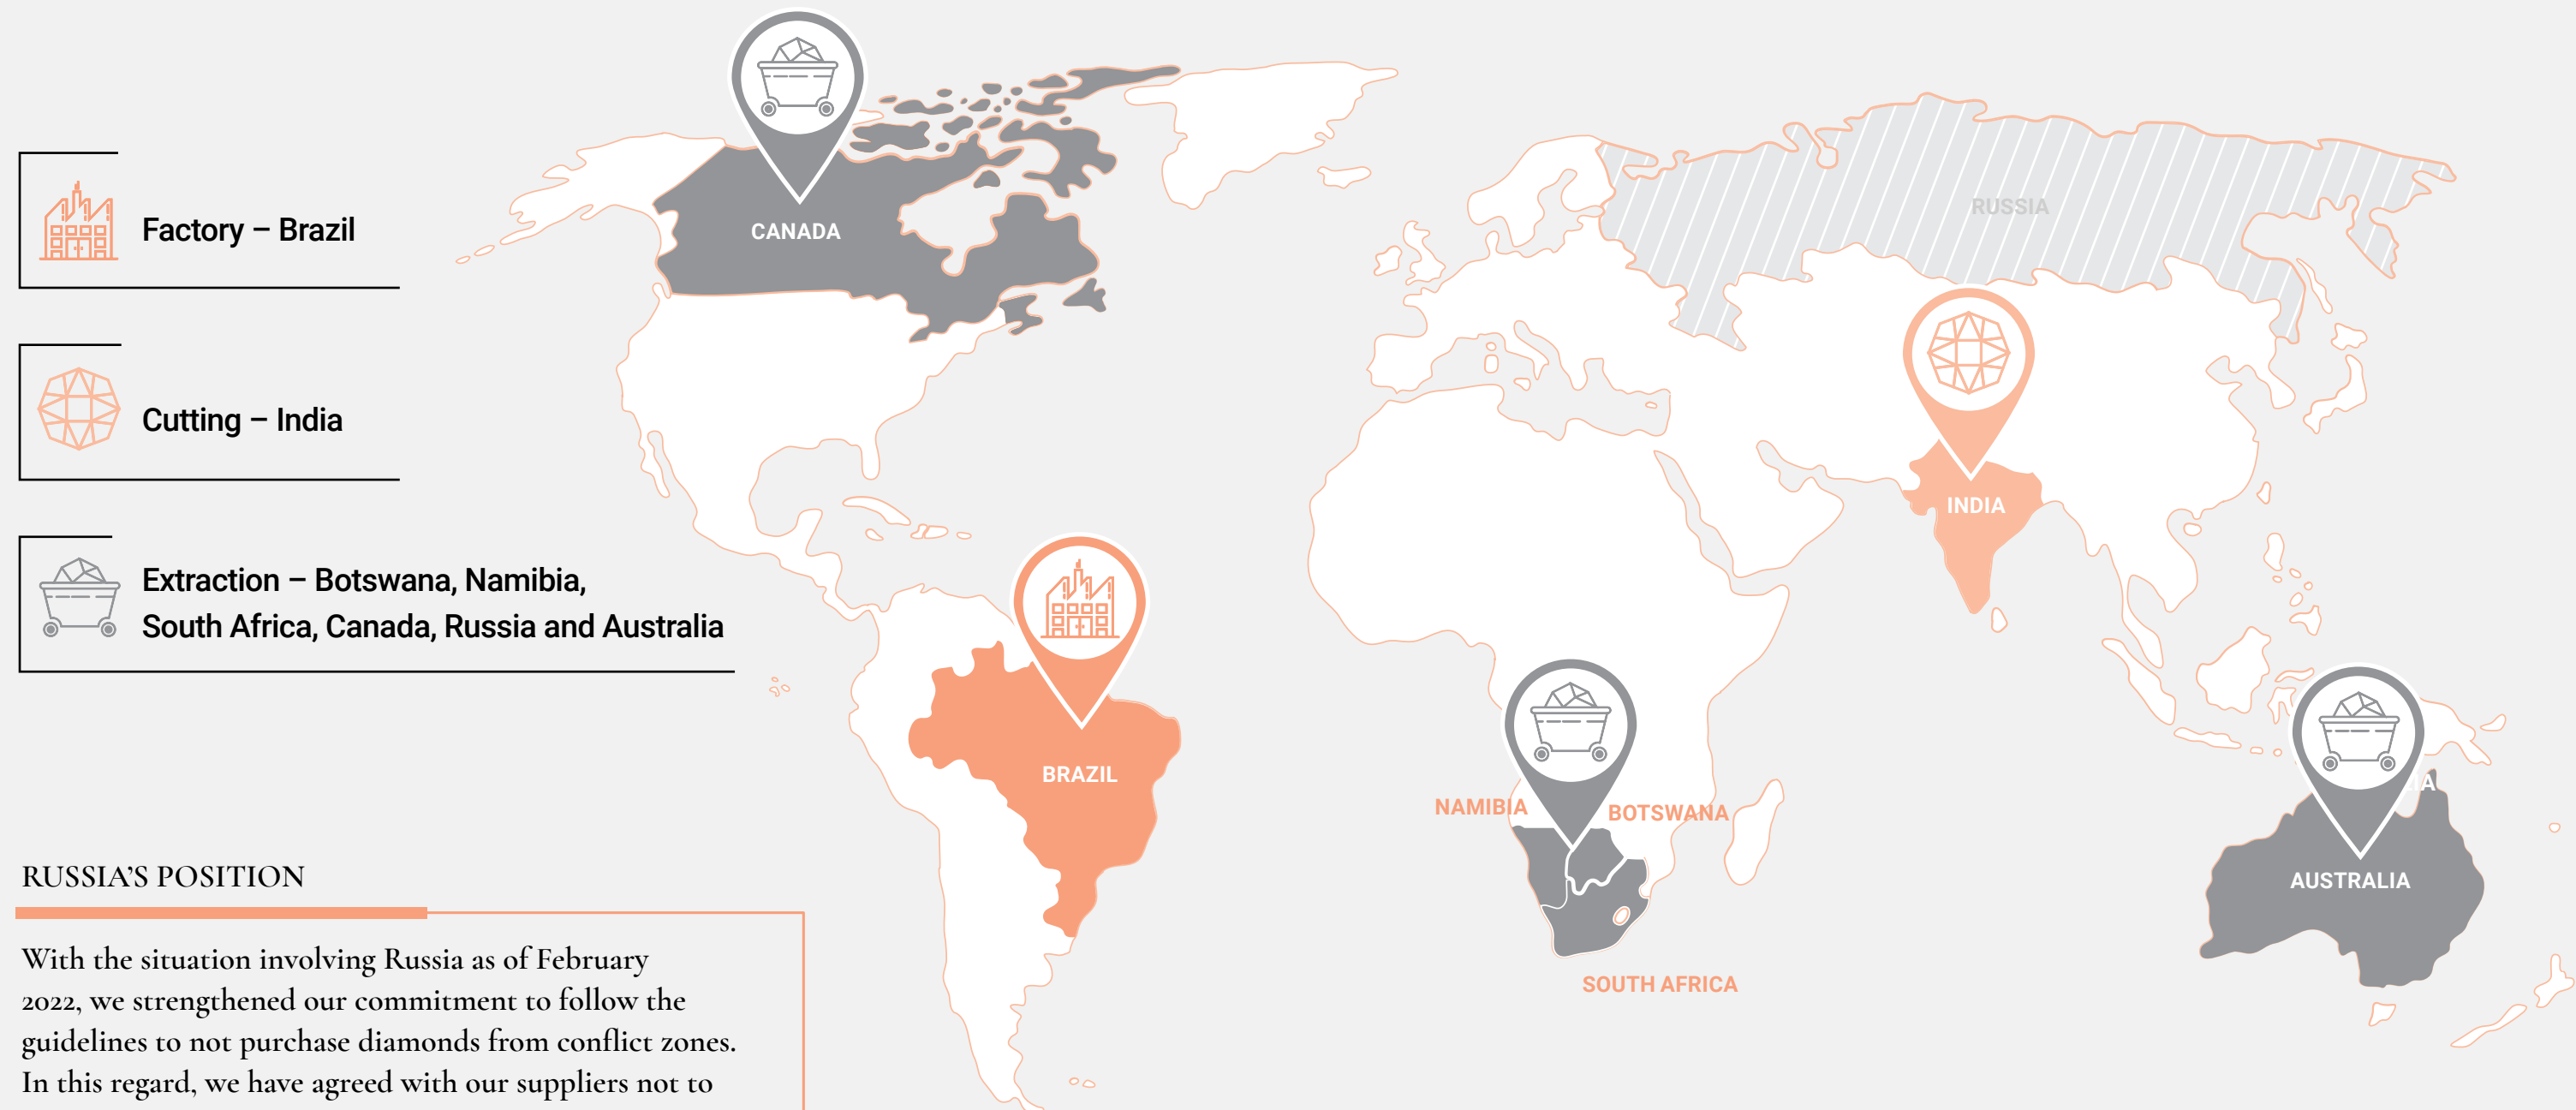 Factory – Brazil
Cutting – India
Extraction – Botswana, Namibia,
South Africa, Canada, Russia and Australia
CANADA
RUSSIA
INDIA
BRAZIL
NAMIBIA
BOTSWANA
SOUTH AFRICA
AUSTRALIA
RUSSIA'S POSITION
With the situation involving Russia as of February
2022, we strengthened our commitment to follow the
guidelines to not purchase diamonds from conflict zones.
In this regard, we have agreed with our suppliers not to